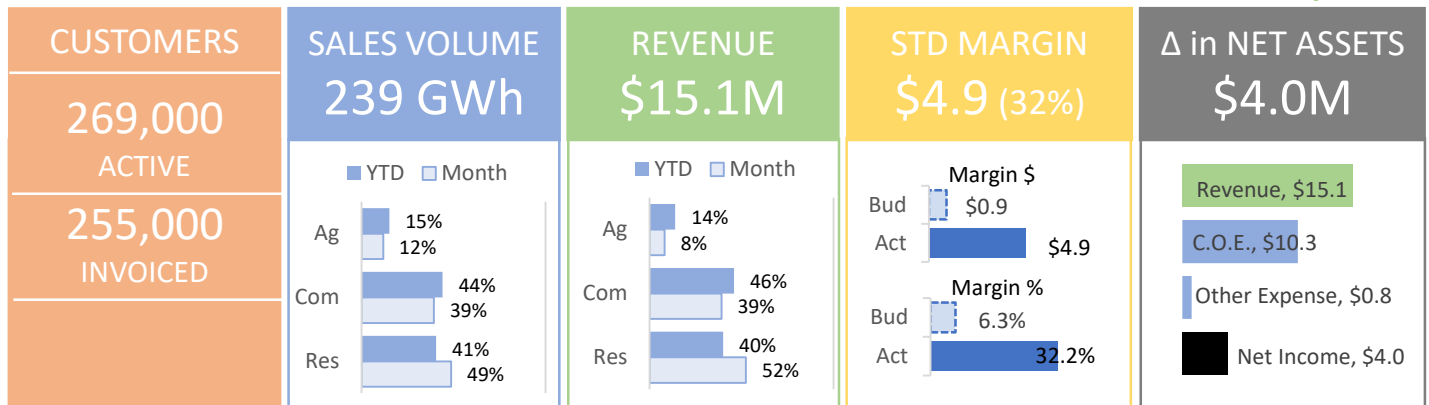 CUSTOMERS
269,000
ACTIVE
255,000
INVOICED
SALES VOLUME
239 GWh
YTD Month
Ag
15%
12%
Com
44%
39%
Res
41%
49%
REVENUE
$15.1M
YTD Month
Ag
14%
8%
Com
46%
39%
Res
40%
52%
STD MARGIN
$4.9 (32%)
Margin $
Bud $0.9
Act $4.9
Margin %
Bud 6.3%
Act 32.2%
Δ in NET ASSETS
$4.0M
Revenue, $15.1
C.O.E., $10.3
Other Expense, $0.8
Net Income, $4.0